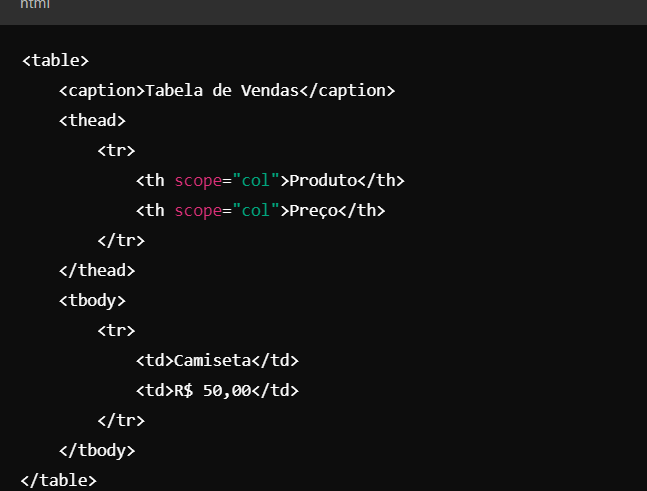 html
<table>
<caption>Tabela de Vendas</caption>
<thead>
<tr>
<th scope="col">Produto</th>
<th scope="col">Preço</th>
</tr>
</thead>
<tbody>
<tr>
<td>Camiseta</td>
<td>R$ 50,00</td>
</tr>
</tbody>
</table>